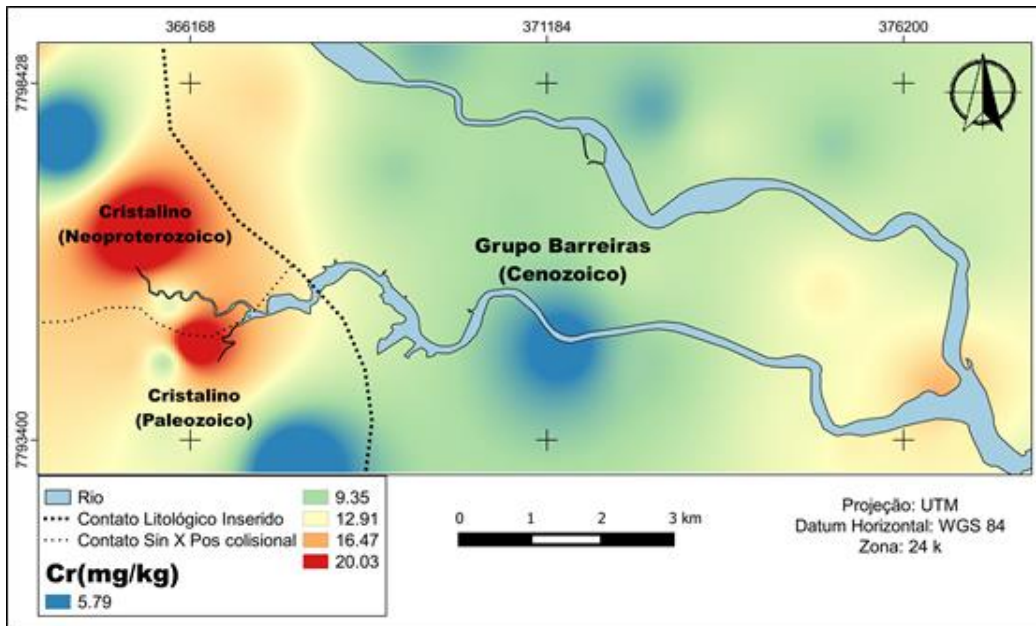 366168
371184
376200
7798428
7793400
Cristalino
(Neoproterozoico)
Grupo Barreiras
(Cenozoico)
Cristalino
(Paleozoico)
Rio
Contato Litológico Inserido
Contato Sin X Pos colisional
Cr(mg/kg)
5.79
9.35
12.91
16.47
20.03
0 1 2 3 km
Projeção: UTM
Datum Horizontal: WGS 84
Zona: 24 k